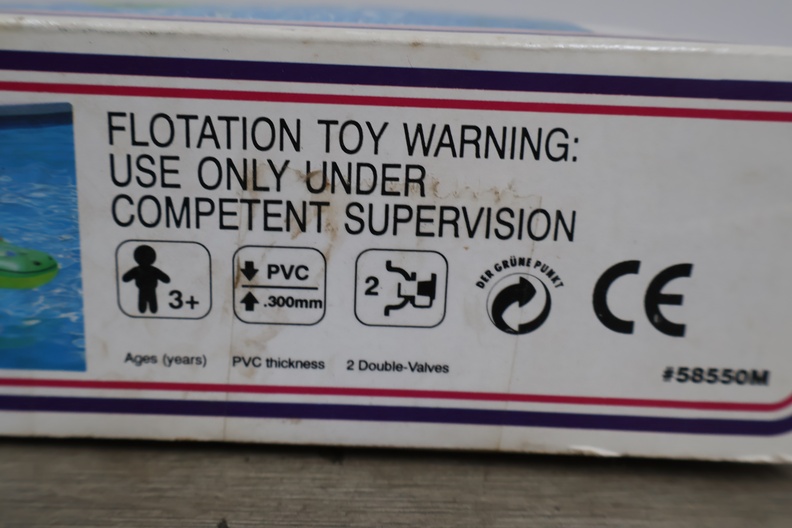 FLOTATION TOY WARNING:
USE ONLY UNDER
COMPETENT SUPERVISION
3+
PVC
.300mm
2
DER GRÜNE PUNKT
CE
Ages (years)
PVC thickness
2 Double-Valves
#58550M